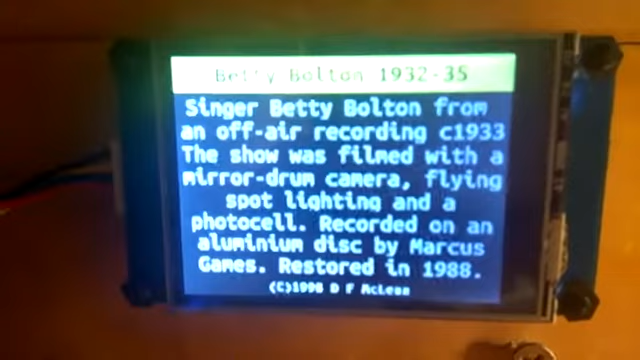 Betty Bolton 1932-35
Singer Betty Bolton from
an off-air recording c1933
The show was filmed with a
mirror-drum camera, flying
spot lighting and a
photocell. Recorded on an
aluminium disc by Marcus
Games. Restored in 1988.
(C)1998 D F McLean